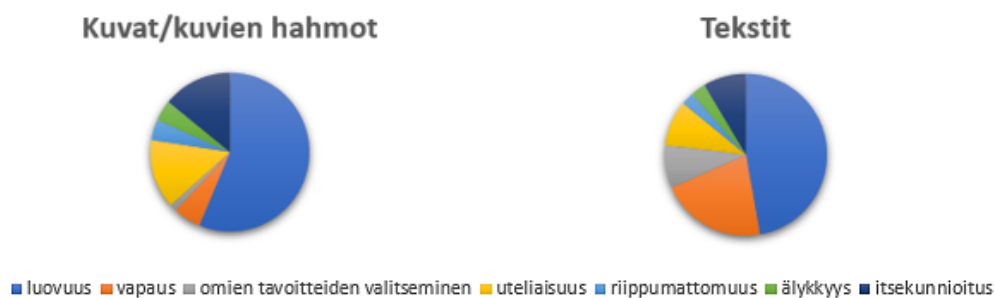 Kuvat/kuvien hahmot
Tekstit
luovuus vapaus omien tavoitteiden valitseminen uteliaisuus riippumattomuus älykkyys itsekunnioitus